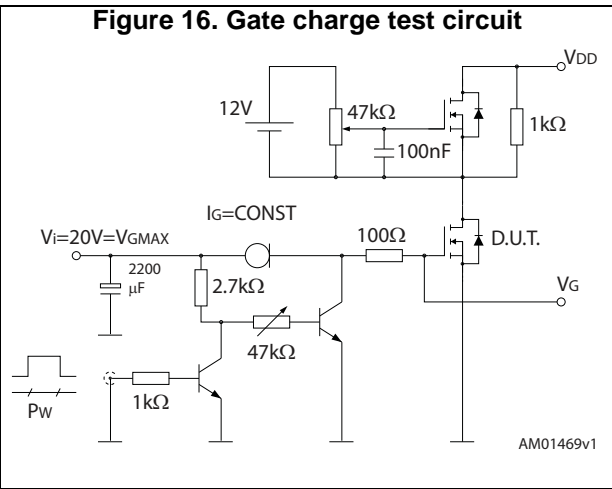 Figure 16. Gate charge test circuit
VDD
12V
47kΩ
1kΩ
100nF
IG=CONST
Vi=20V=VGMAX
100Ω
D.U.T.
2200
μF
2.7kΩ
VG
47kΩ
1kΩ
PW
AM01469v1